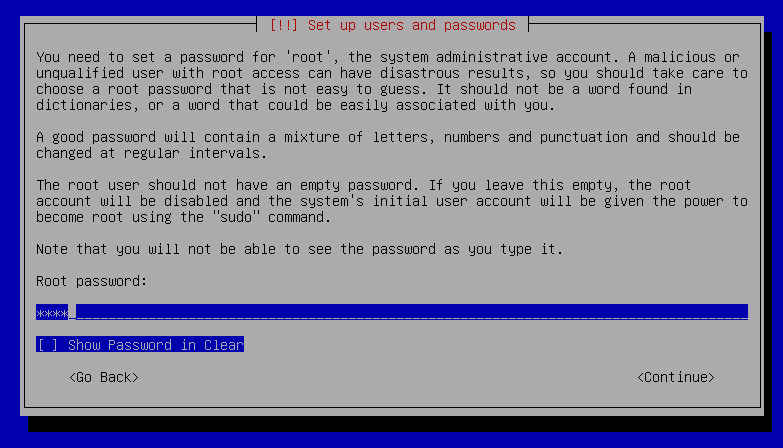 [!!] Set up users and passwords
You need to set a password for 'root', the system administrative account. A malicious or
unqualified user with root access can have disastrous results, so you should take care to
choose a root password that is not easy to guess. It should not be a word found in
dictionaries, or a word that could be easily associated with you.
A good password will contain a mixture of letters, numbers and punctuation and should be
changed at regular intervals.
The root user should not have an empty password. If you leave this empty, the root
account will be disabled and the system's initial user account will be given the power to
become root using the "sudo" command.
Note that you will not be able to see the password as you type it.
Root password:
****
[ ] Show Password in Clear
<Go Back> <Continue>